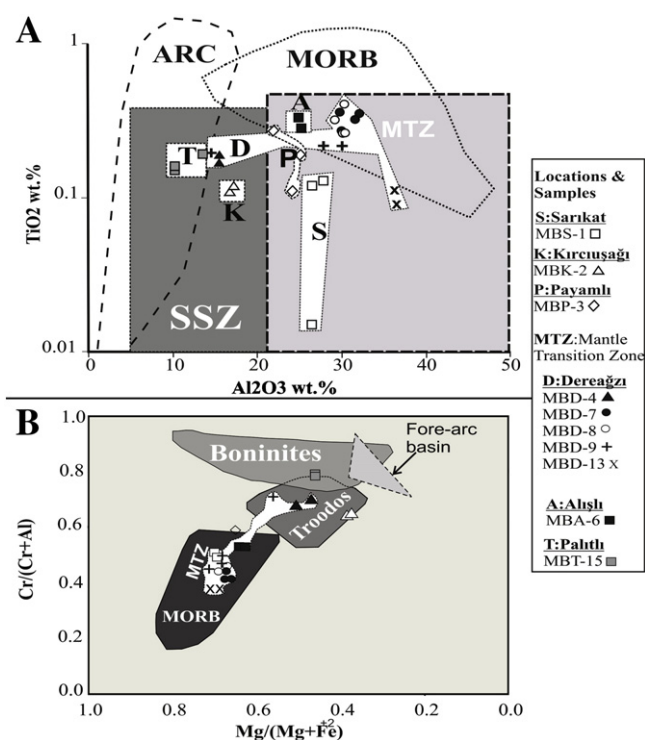 A
ARC
MORB
MTZ
A
T
D
P
K
S
SSZ
1
0.1
0.01
TiO2 wt.%
0
10
20
30
40
50
Al2O3 wt.%
Locations &
Samples
S:Sarıkat
MBS-1
K:Kırcıuşağı
MBK-2
P:Payamlı
MBP-3
MTZ:Mantle
Transition Zone
D:Dereağzı
MBD-4
MBD-7
MBD-8
MBD-9
MBD-13
A:Alışlı
MBA-6
T:Palıtlı
MBT-15
B
Boninites
Fore-arc
basin
Troodos
MTZ
MORB
1.0
0.8
0.6
0.4
0.2
0.0
Cr/(Cr+Al)
1.0
0.8
0.6
0.4
0.2
0.0
Mg/(Mg+Fe+2)